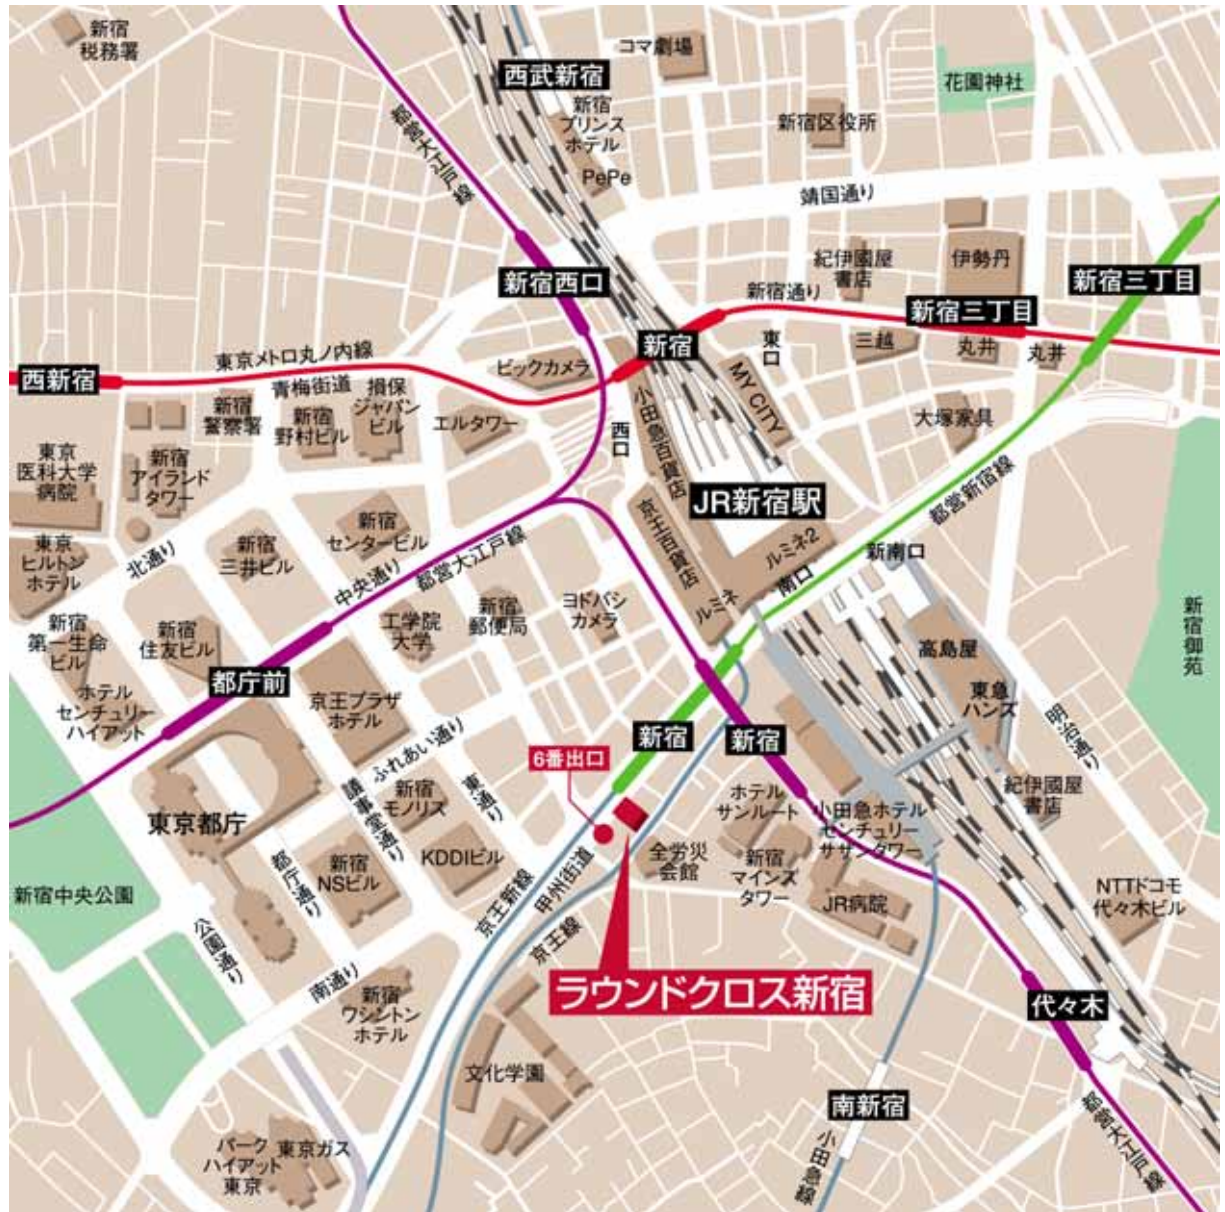 新宿
税務署
コマ劇場
西武新宿
花園神社
新宿
プリンス
ホテル
新宿区役所
都営大江戸線
PePe
靖国通り
紀伊國屋
書店
伊勢丹
新宿三丁目
新宿西口
新宿通り
新宿三丁目
東口
新宿
三越
丸井
丸井
東京メトロ丸ノ内線
ビックカメラ
西新宿
青梅街道
損保
ジャパン
ビル
新宿
警察署
新宿
野村ビル
エルタワー
小田急百貨店
MY CITY
大塚家具
西口
東京
医科大学
病院
新宿
アイランド
タワー
JR新宿駅
都営新宿線
新宿
センタービル
京王百貨店
ルミネ2
新南口
東京
ヒルトン
ホテル
北通り
新宿
三井ビル
中央通り
都営大江戸線
南口
ルミネ
新宿
第一生命
ビル
新宿
住友ビル
工学院
大学
新宿
郵便局
ヨドバシ
カメラ
新宿御苑
高島屋
都庁前
東急
ハンズ
ホテル
センチュリー
ハイアット
京王プラザ
ホテル
明治通り
ふれあい通り
新宿
新宿
6番出口
東通り
議事堂通り
新宿
モノリス
ホテル
サンルート
小田急ホテル
センチュリー
サザンタワー
紀伊國屋
書店
東京都庁
都庁通り
新宿
NSビル
KDDIビル
全労災
会館
新宿
マインズ
タワー
JR病院
NTTドコモ
代々木ビル
新宿中央公園
京王新線
甲州街道
京王線
公園通り
南通り
ラウンドクロス新宿
新宿
ワシントン
ホテル
代々木
文化学園
南新宿
小田急線
都営大江戸線
パーク
ハイアット
東京
東京ガス